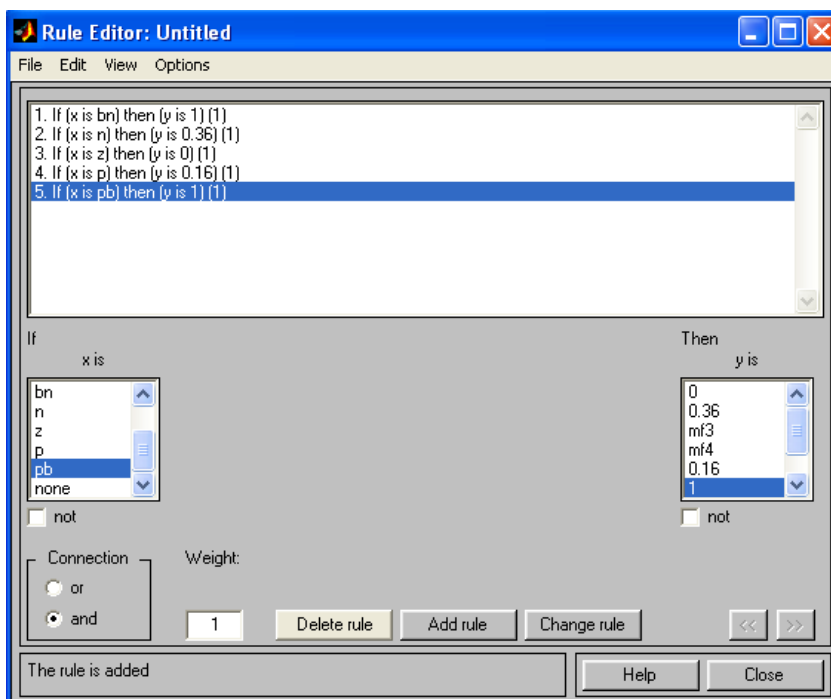 Rule Editor: Untitled
File Edit View Options
1. If (x is bn) then (y is 1) (1)
2. If (x is n) then (y is 0.36) (1)
3. If (x is z) then (y is 0) (1)
4. If (x is p) then (y is 0.16) (1)
5. If (x is pb) then (y is 1) (1)
If
x is
bn
n
z
p
pb
none
not
Then
y is
0
0.36
mf3
mf4
0.16
1
not
Connection
or
and
Weight:
1
Delete rule
Add rule
Change rule
<<
>>
The rule is added
Help
Close